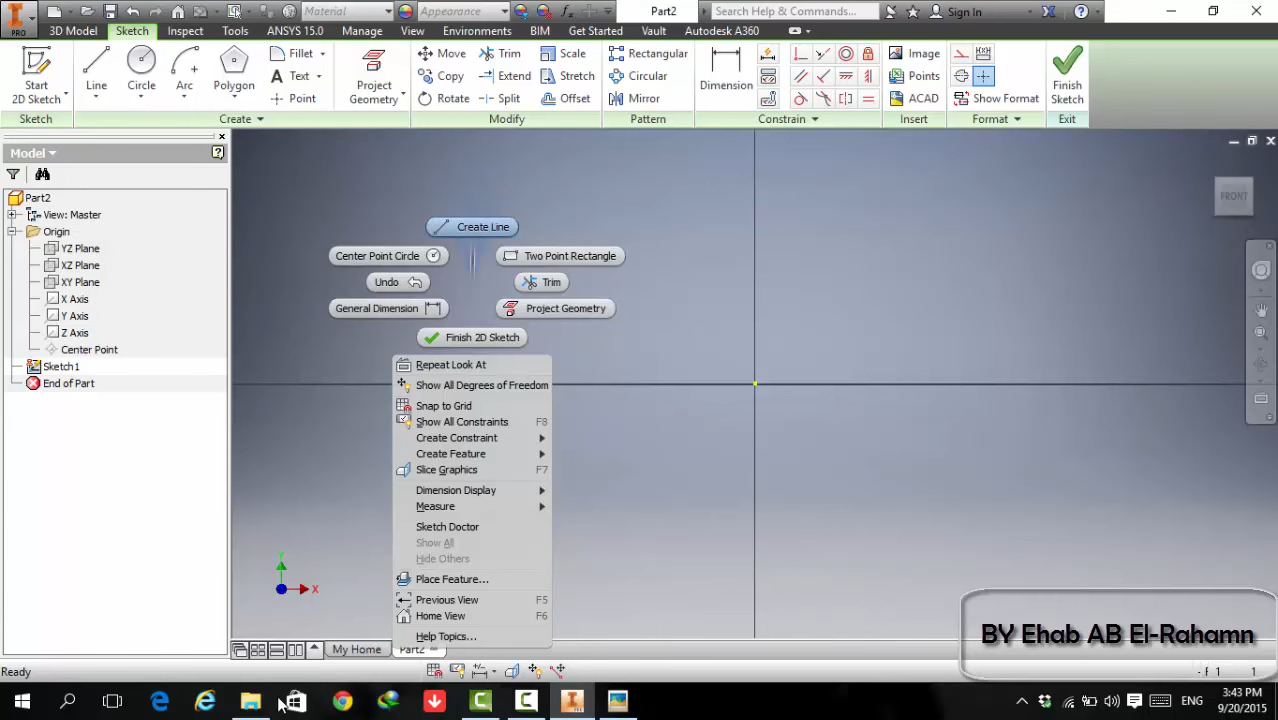 Material
Appearance
Part2
Search Help & Commands...
Sign In
PRO
3D Model
Sketch
Inspect
Tools
ANSYS 15.0
Manage
View
Environments
BIM
Get Started
Vault
Autodesk A360
Start
2D Sketch
Line
Circle
Arc
Polygon
Fillet
Text
Point
Project
Geometry
Move
Copy
Rotate
Trim
Extend
Split
Scale
Stretch
Offset
Rectangular
Circular
Mirror
Dimension
Image
Points
ACAD
Show Format
Finish
Sketch
Sketch
Create
Modify
Pattern
Constrain
Insert
Format
Exit
Model
Part2
View: Master
Origin
YZ Plane
XZ Plane
XY Plane
X Axis
Y Axis
Z Axis
Center Point
Sketch1
End of Part
FRONT
Create Line
Center Point Circle
Two Point Rectangle
Undo
Trim
General Dimension
Project Geometry
Finish 2D Sketch
Repeat Look At
Show All Degrees of Freedom
Snap to Grid
Show All Constraints F8
Create Constraint
Create Feature
Slice Graphics F7
Dimension Display
Measure
Sketch Doctor
Show All
Hide Others
Place Feature...
Previous View F5
Home View F6
Help Topics...
Y
X
BY Ehab AB El-Rahamn
My Home
Part2
Ready
1
1
ENG
3:43 PM
9/20/2015